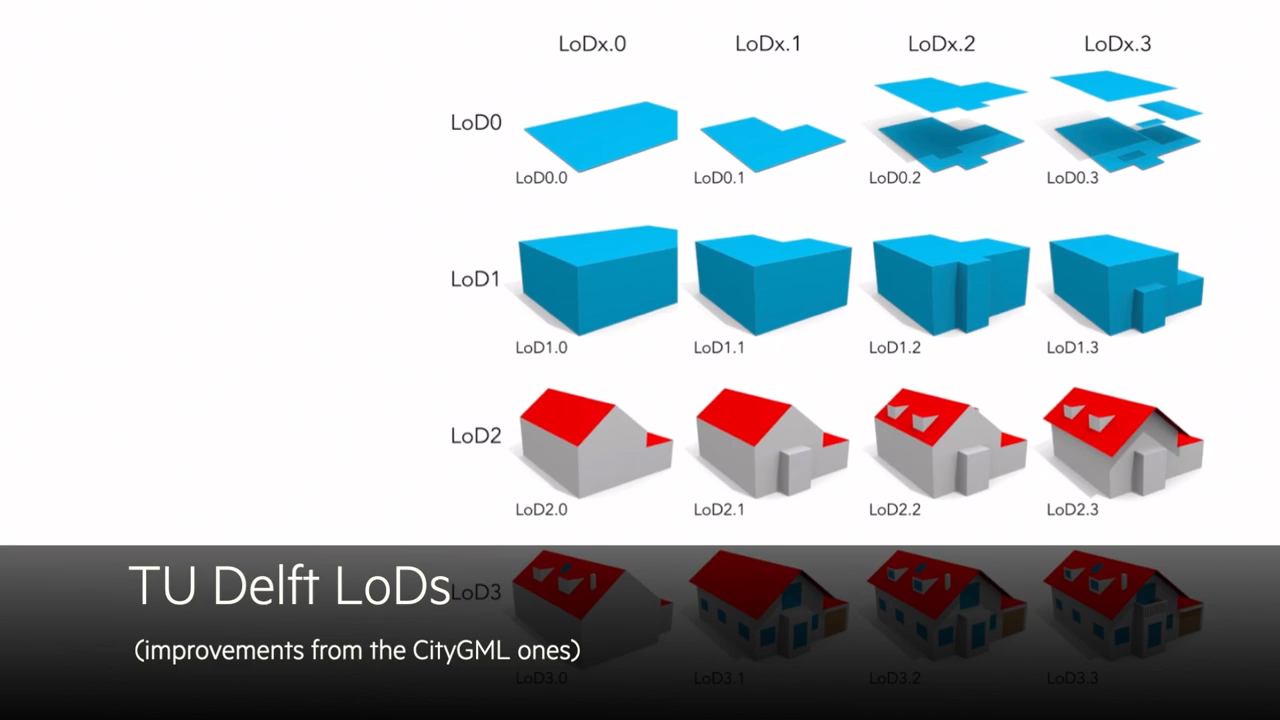 LoDx.0 LoDx.1 LoDx.2 LoDx.3
LoD0
LoD0.0 LoD0.1 LoD0.2 LoD0.3
LoD1
LoD1.0 LoD1.1 LoD1.2 LoD1.3
LoD2
LoD2.0 LoD2.1 LoD2.2 LoD2.3
TU Delft LoDs
LoD3
(improvements from the CityGML ones)
LoD3.0 LoD3.1 LoD3.2 LoD3.3